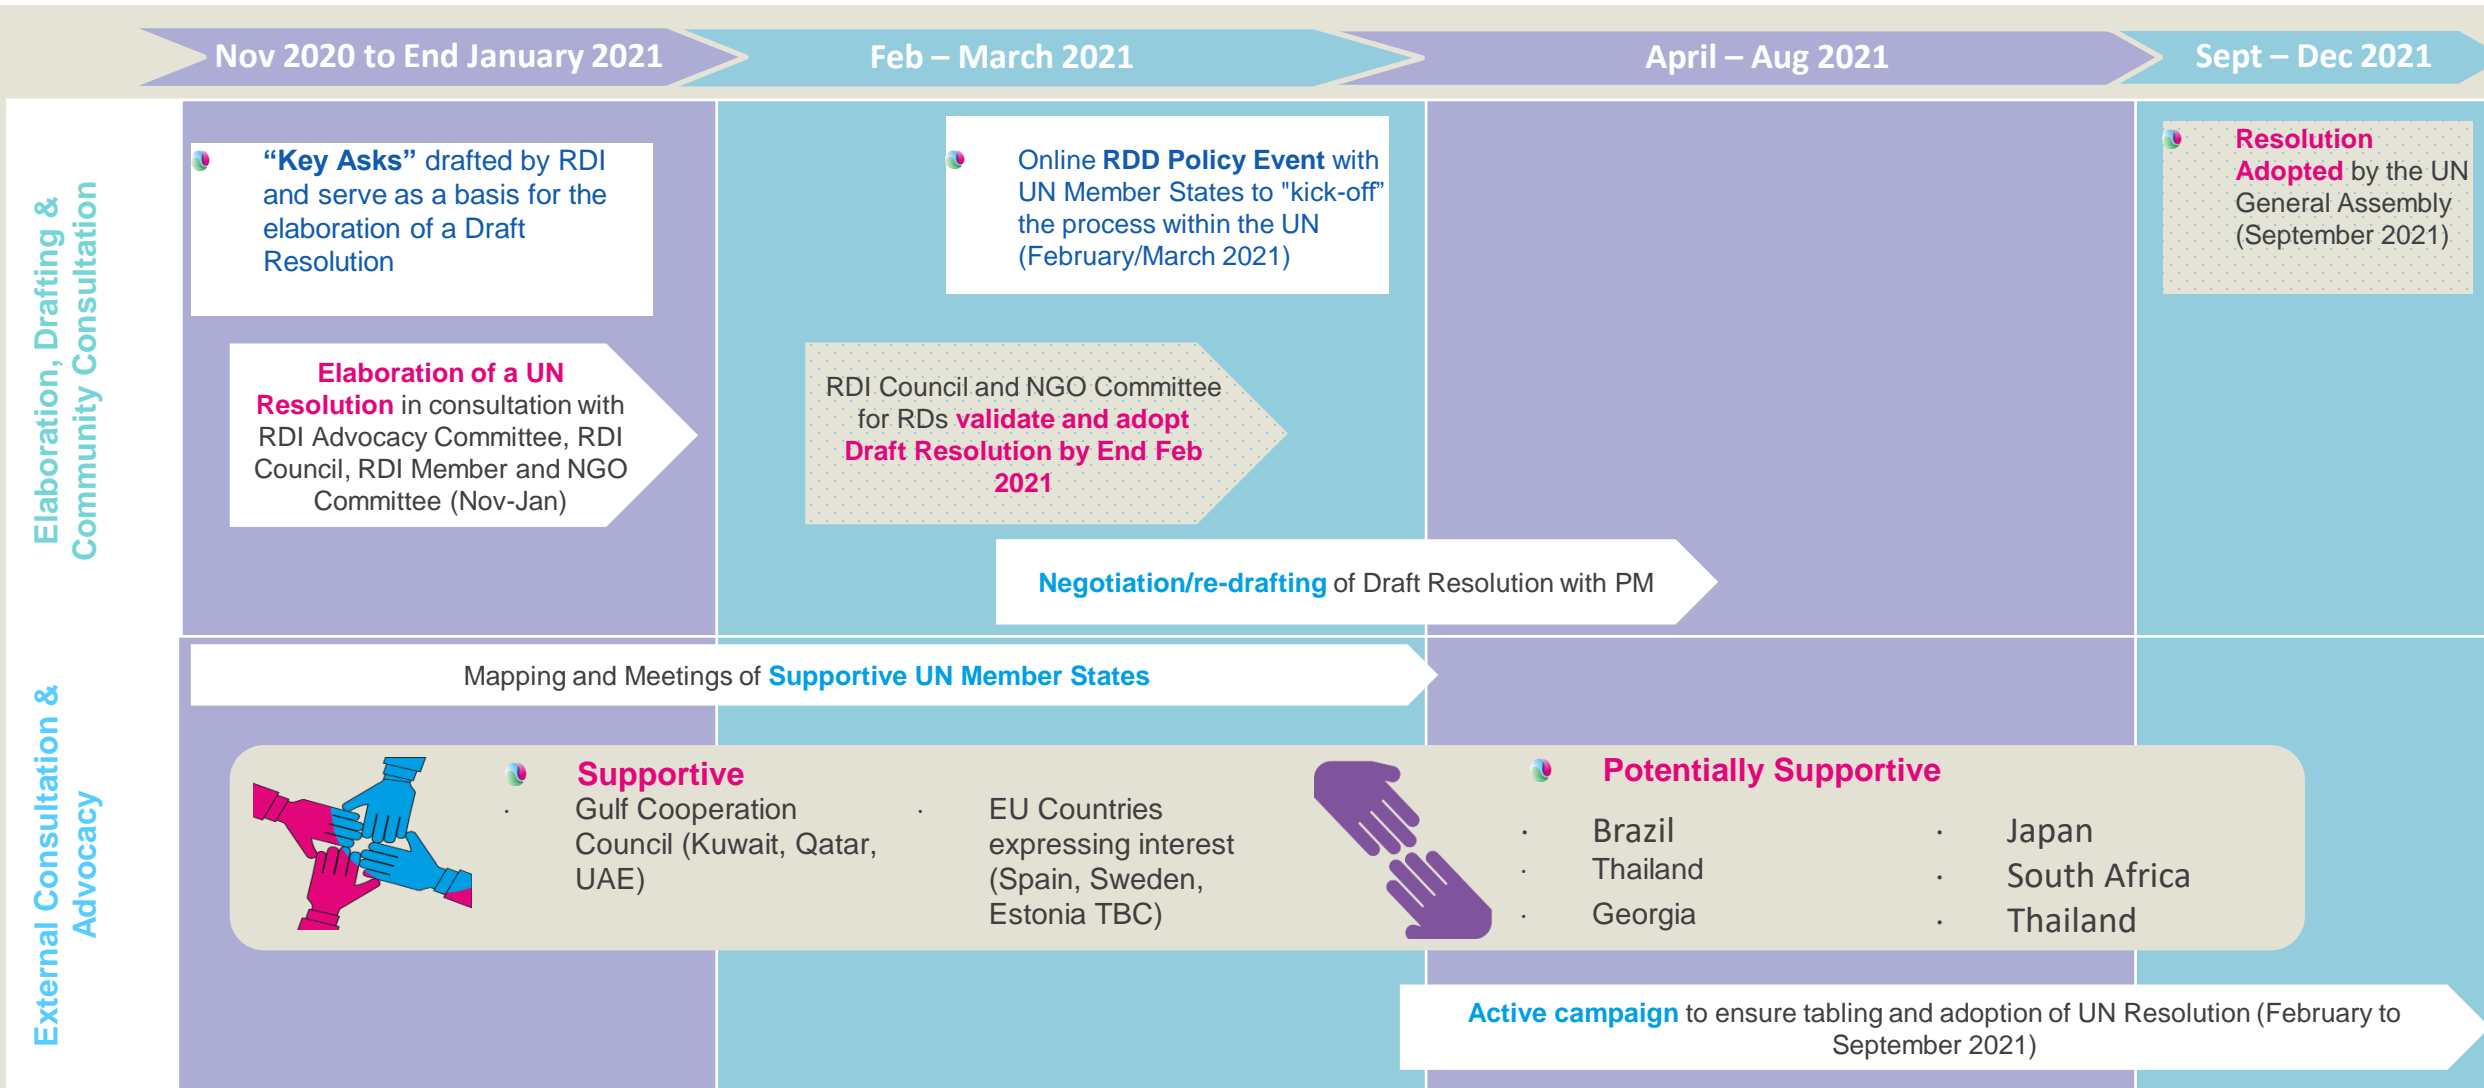 Nov 2020 to End January 2021
Feb – March 2021
April – Aug 2021
Sept – Dec 2021
Elaboration, Drafting &
Community Consultation
“Key Asks” drafted by RDI
and serve as a basis for the
elaboration of a Draft
Resolution
Online RDD Policy Event with
UN Member States to "kick-off”
the process within the UN
(February/March 2021)
Resolution
Adopted by the UN
General Assembly
(September 2021)
Elaboration of a UN
Resolution in consultation with
RDI Advocacy Committee, RDI
Council, RDI Member and NGO
Committee (Nov-Jan)
RDI Council and NGO Committee
for RDs validate and adopt
Draft Resolution by End Feb
2021
Negotiation/re-drafting of Draft Resolution with PM
External Consultation &
Advocacy
Mapping and Meetings of Supportive UN Member States
Supportive
· Gulf Cooperation
Council (Kuwait, Qatar,
UAE)
· EU Countries
expressing interest
(Spain, Sweden,
Estonia TBC)
Potentially Supportive
· Brazil
· Thailand
· Georgia
· Japan
· South Africa
· Thailand
Active campaign to ensure tabling and adoption of UN Resolution (February to
September 2021)